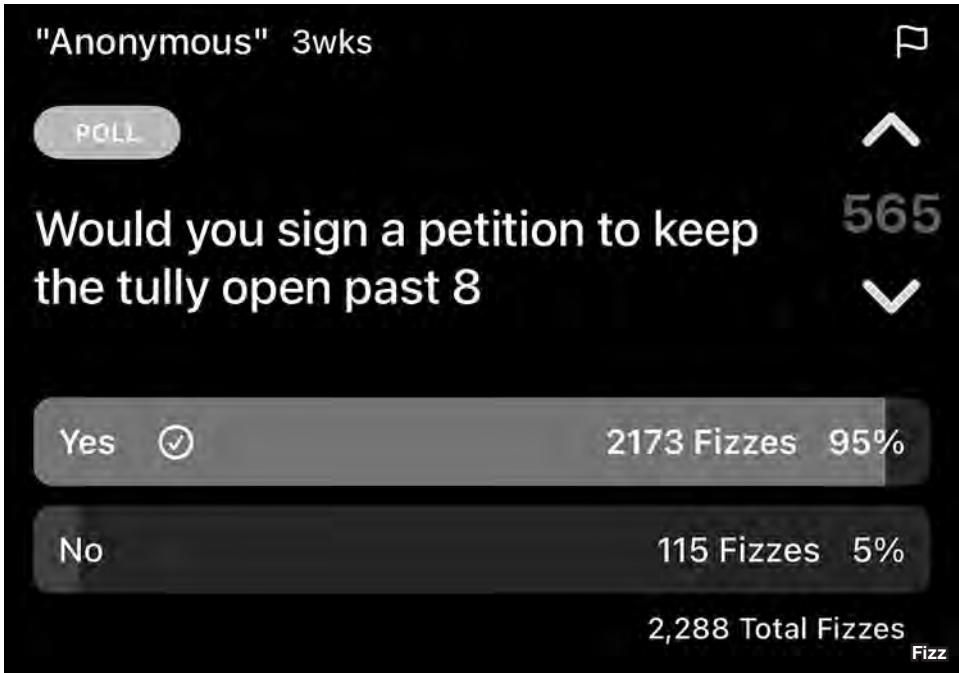 "Anonymous" 3wks
POLL
565
Would you sign a petition to keep
the tully open past 8
Yes 2173 Fizzes 95%
No 115 Fizzes 5%
2,288 Total Fizzes
Fizz